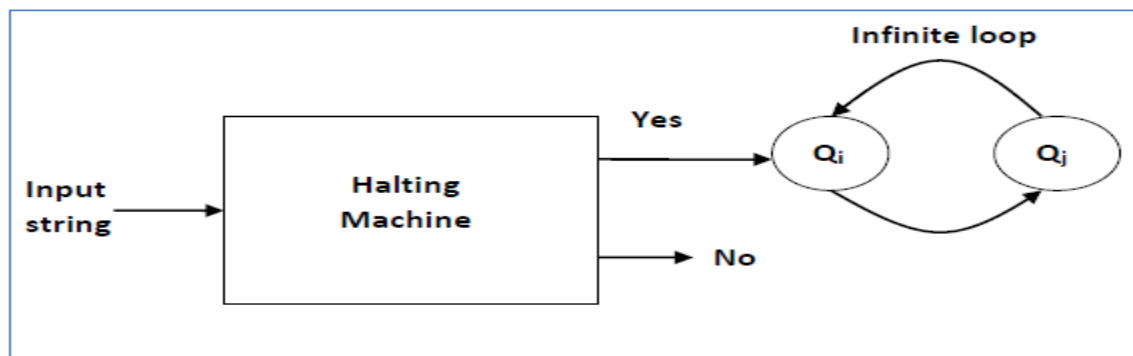 Infinite loop
Yes
Qi
Qj
Input
string
Halting
Machine
No